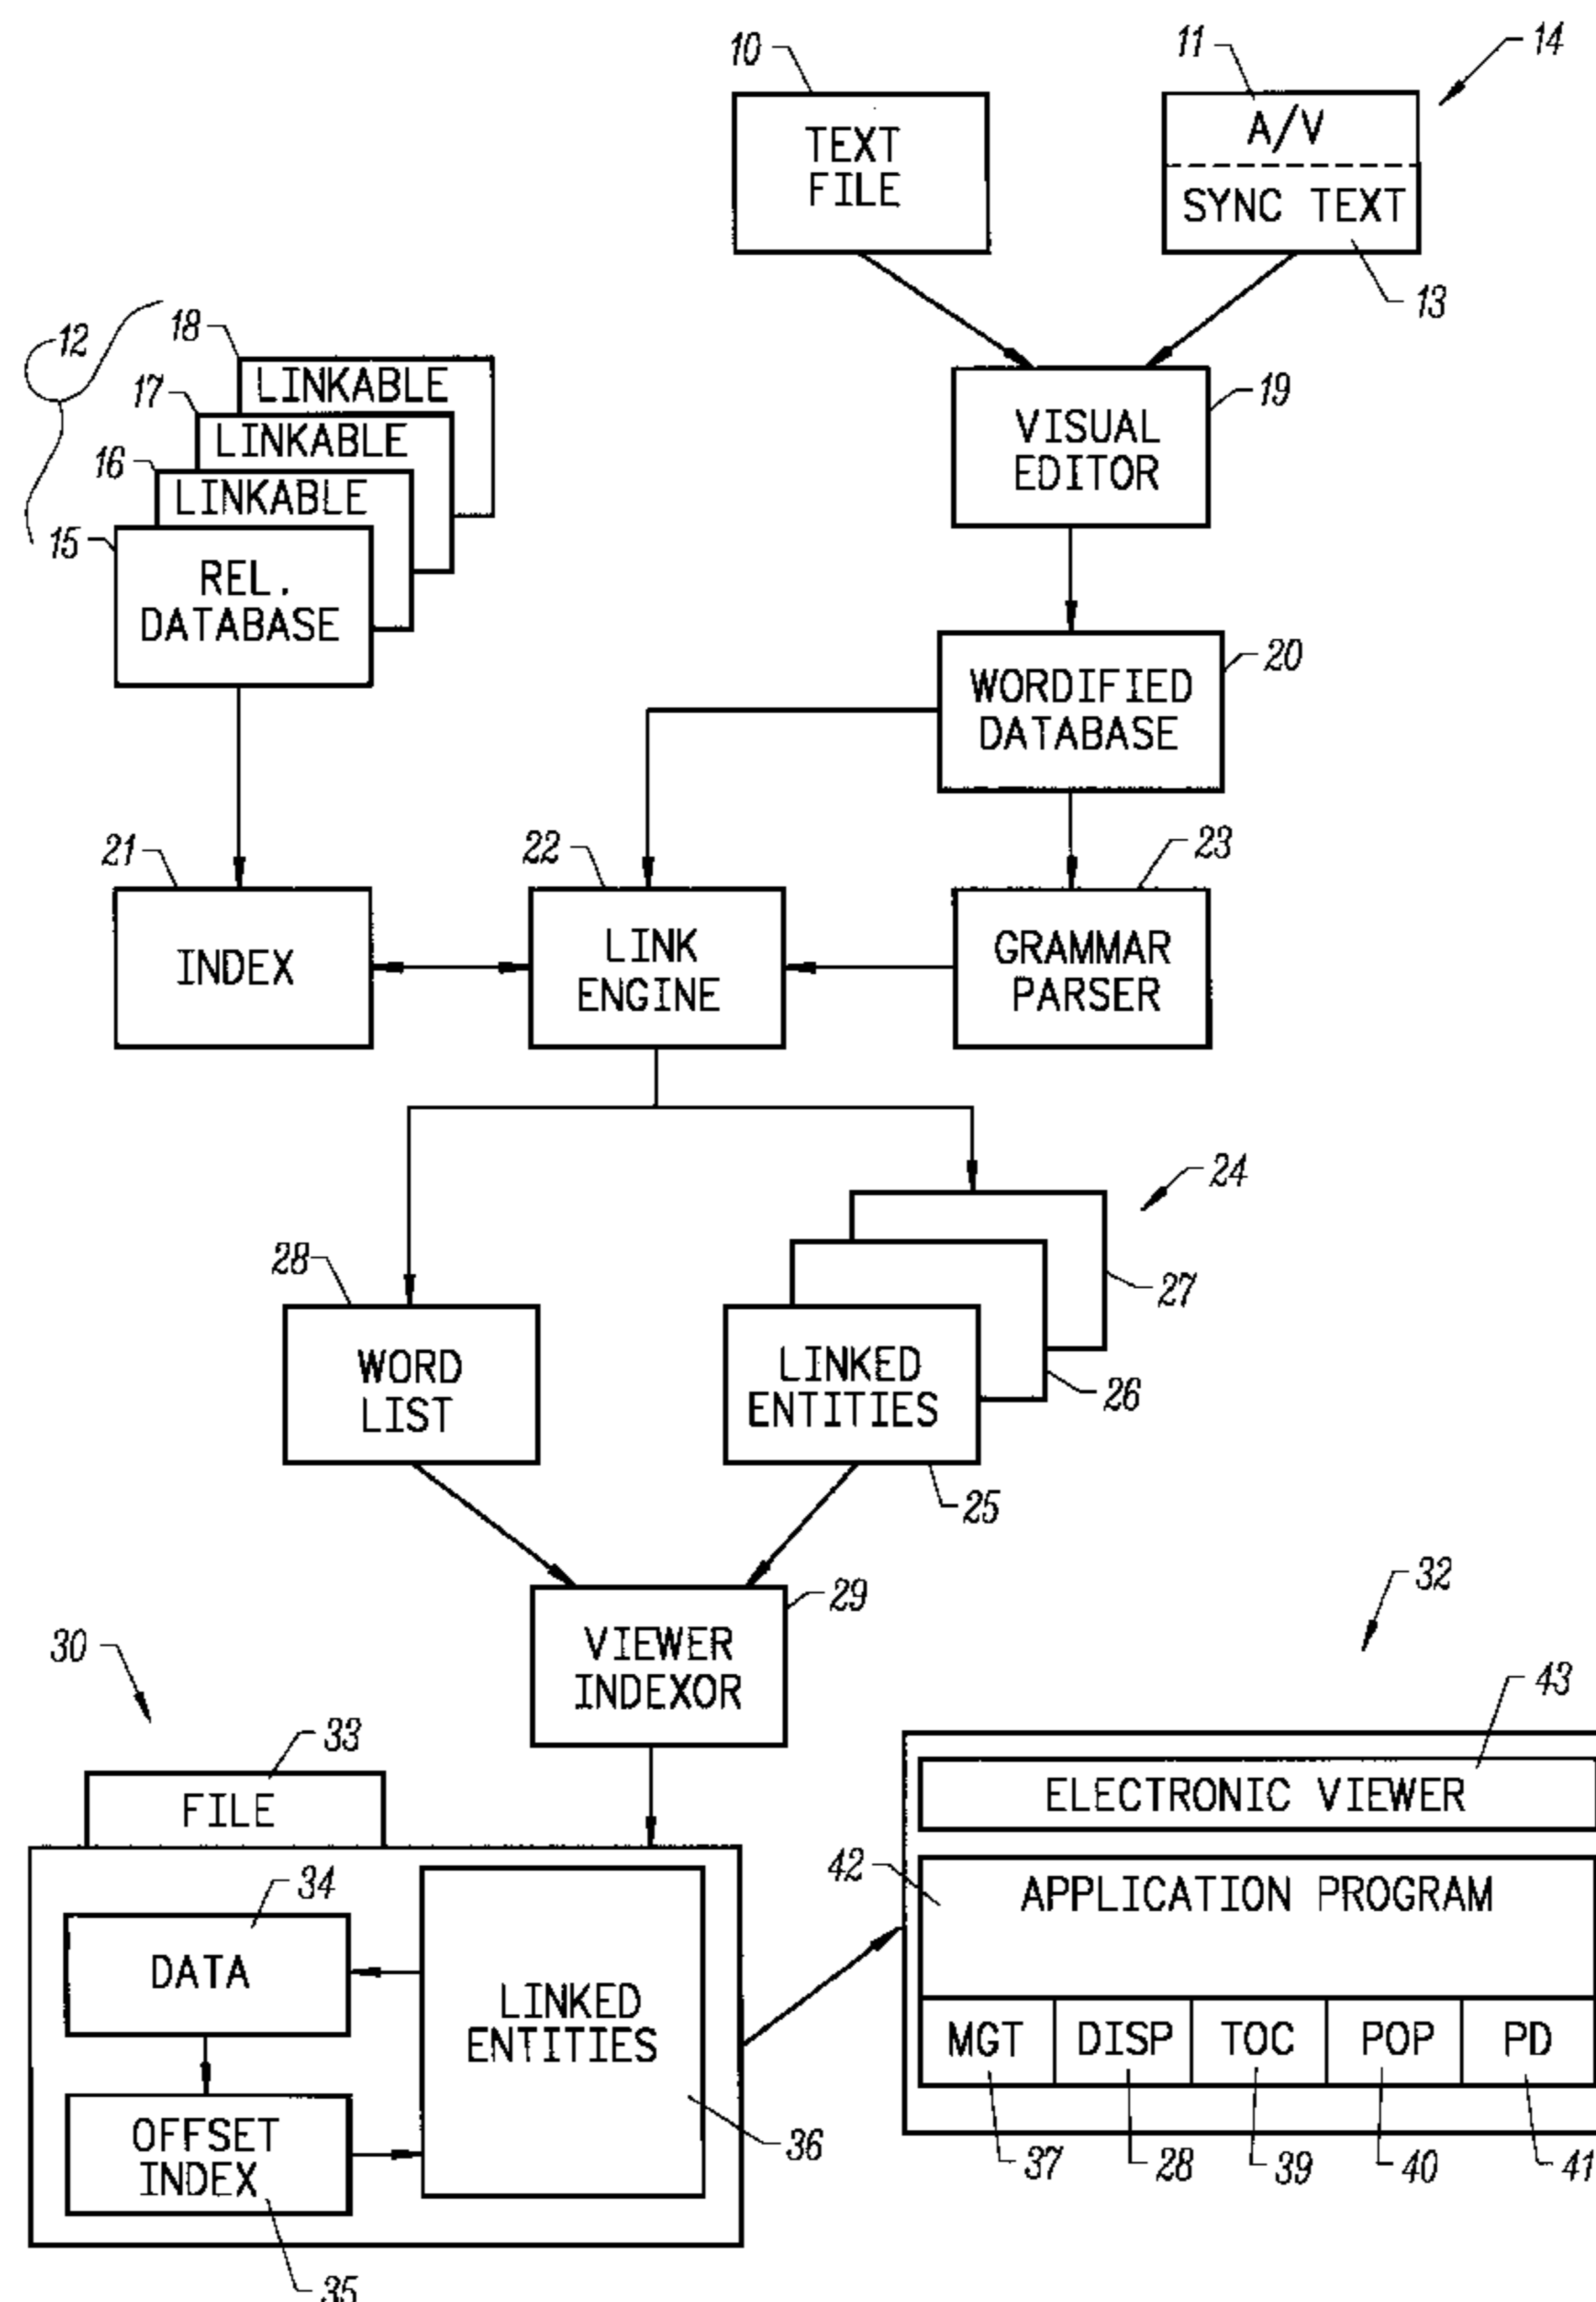 10
11
14
TEXT
FILE
A/V
SYNC TEXT
13
12
18
LINKABLE
17
LINKABLE
16
LINKABLE
15
REL.
DATABASE
19
VISUAL
EDITOR
20
WORDIFIED
DATABASE
21
INDEX
22
LINK
ENGINE
23
GRAMMAR
PARSER
24
27
26
28
WORD
LIST
LINKED
ENTITIES
25
29
VIEWER
INDEXOR
30
33
FILE
34
DATA
LINKED
ENTITIES
36
OFFSET
INDEX
35
32
43
ELECTRONIC VIEWER
42
APPLICATION PROGRAM
MGT DISP TOC POP PD
37 28 39 40 41